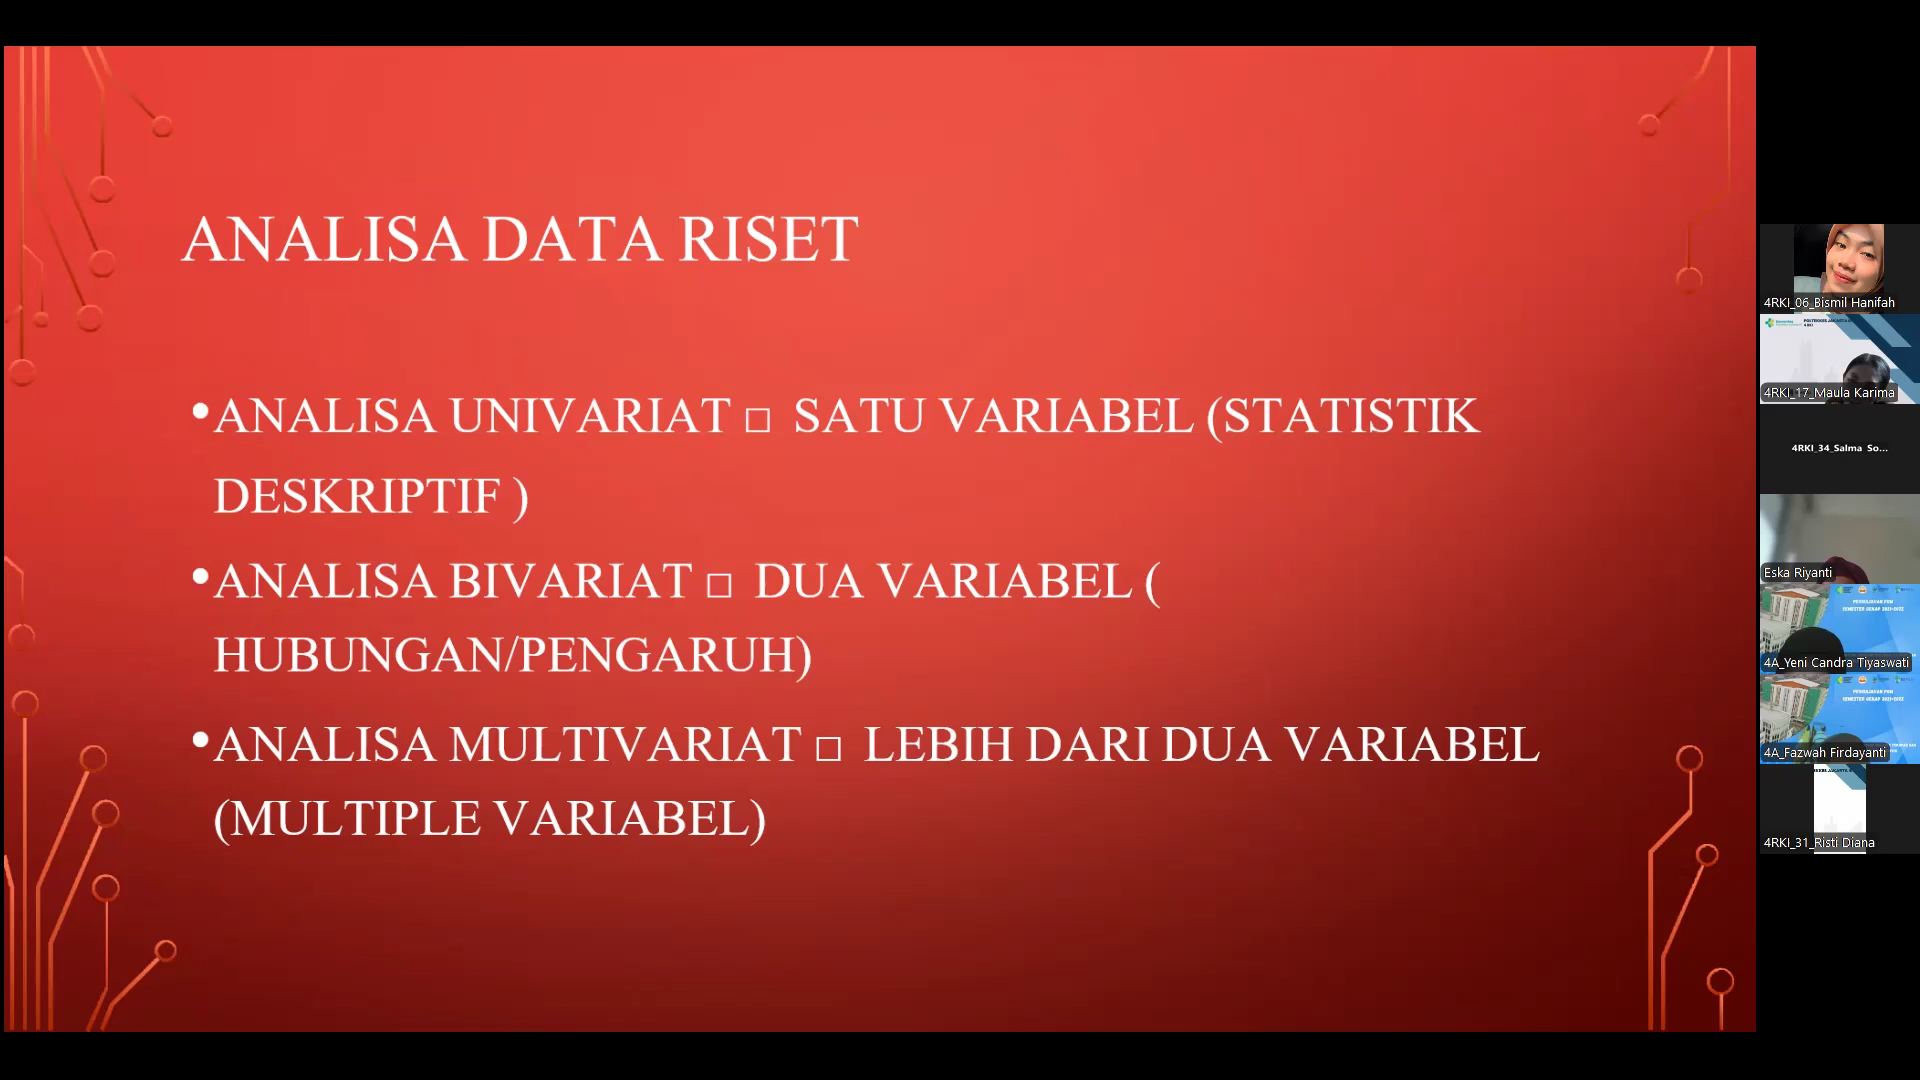 ANALISA DATA RISET
•ANALISA UNIVARIAT □ SATU VARIABEL (STATISTIK
DESKRIPTIF )
•ANALISA BIVARIAT □ DUA VARIABEL (
HUBUNGAN/PENGARUH)
•ANALISA MULTIVARIAT □ LEBIH DARI DUA VARIABEL
(MULTIPLE VARIABEL)
4RKI_06_Bismil Hanifah
4RKI_17_Maula Karima
4RKI_34_Salma So...
Eska Riyanti
4A_Yeni Candra Tiyaswati
4A_Fazwah Firdayanti
4RKI_31_Risti Diana